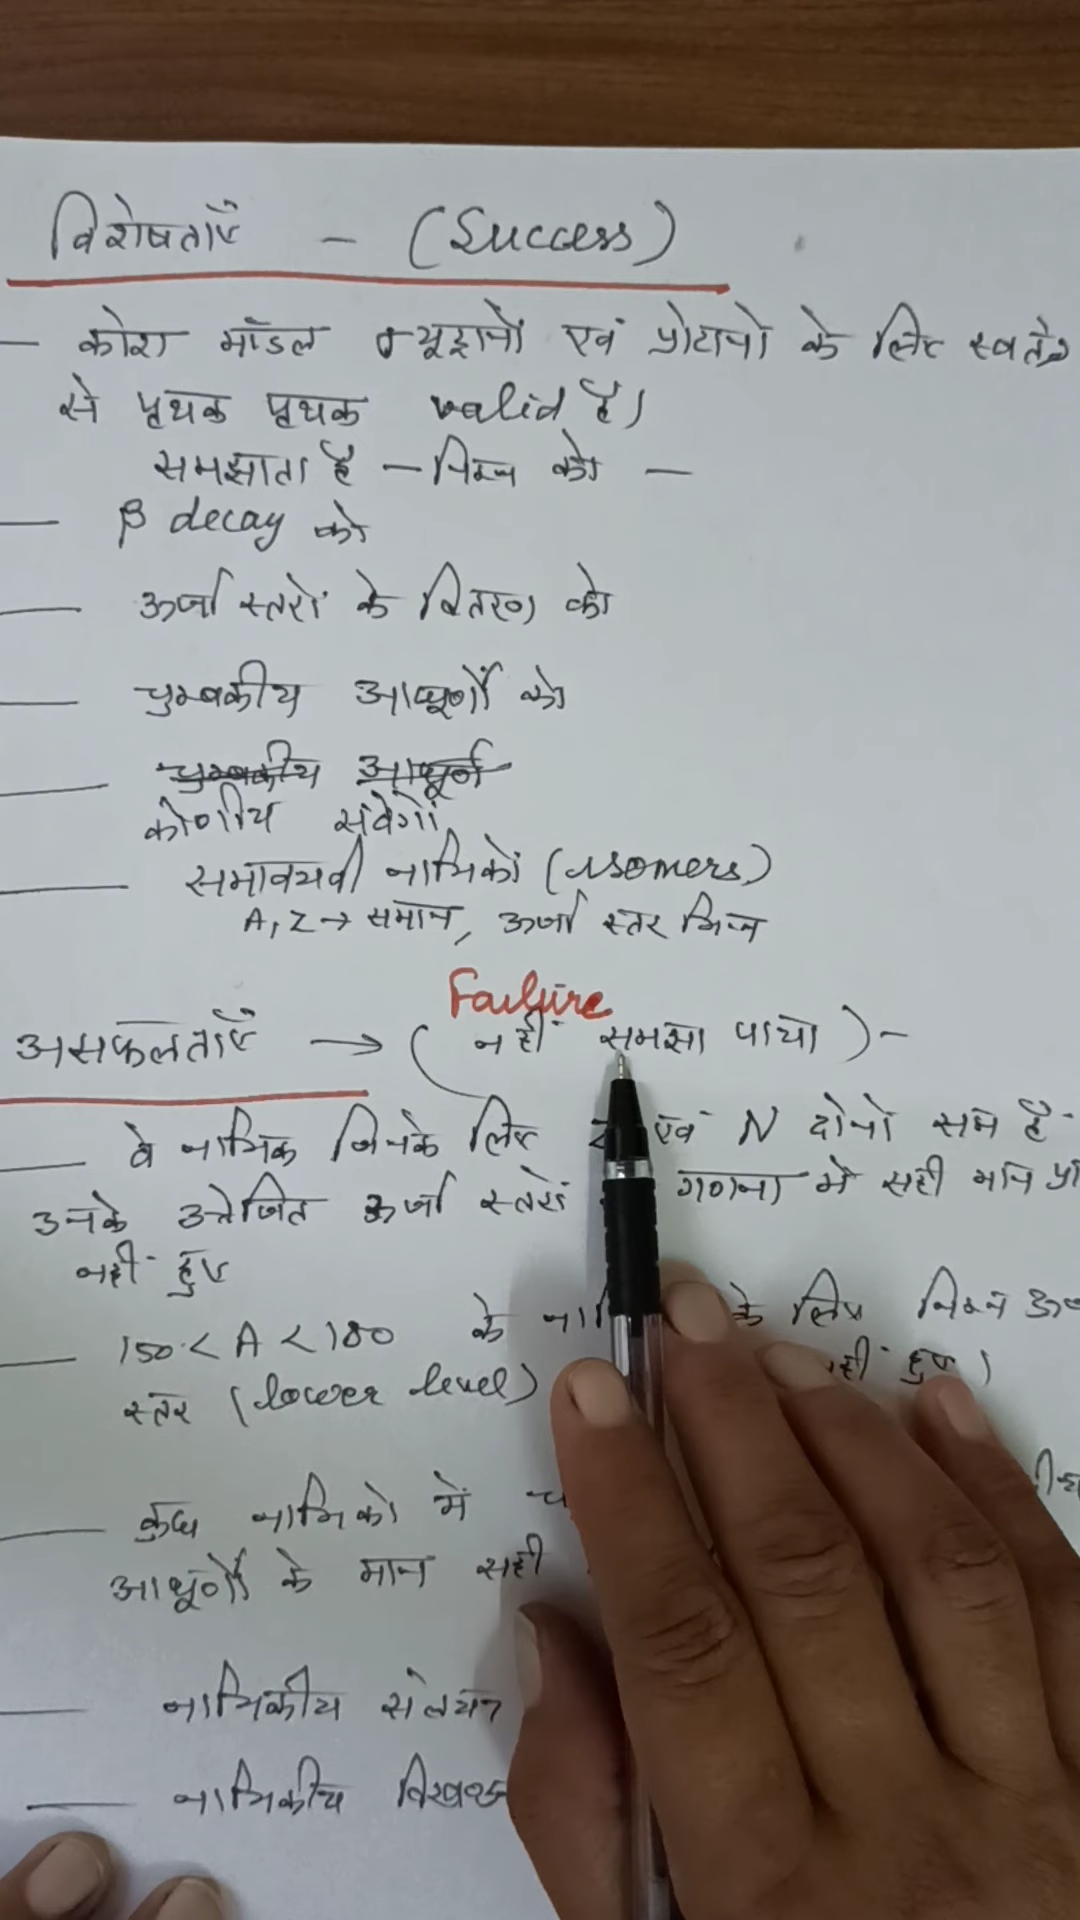 विशेषताएँ - (Success)
- कोश मॉडल न्यूट्रानों एवं प्रोटानो के लिए स्वतंत्र
से पृथक पृथक valid है।
समझाता है - निम्न को -
- β decay को
- ऊर्जा स्तरों के वितरण को
- चुम्बकीय आघूर्णों को
- चुम्बकीय आघूर्ण
कोणीय संवेगों
- समावयवी नाभिकों (isomers)
A, Z → समान, ऊर्जा स्तर भिन्न
Failure
असफलताएँ → ( नहीं समझा पाया ) -
- वे नाभिक जिनके लिए एवं N दोनो सम हैं
उनके उत्तेजित ऊर्जा स्तरों गणना में सही मान
नहीं हुए
- 150 < A < 180 के के लिए निम्न
स्तर (lower level) हुए।
- कुछ नाभिको में
आघूर्णों के मान सही
- नाभिकीय संलयन
- नाभिकीय